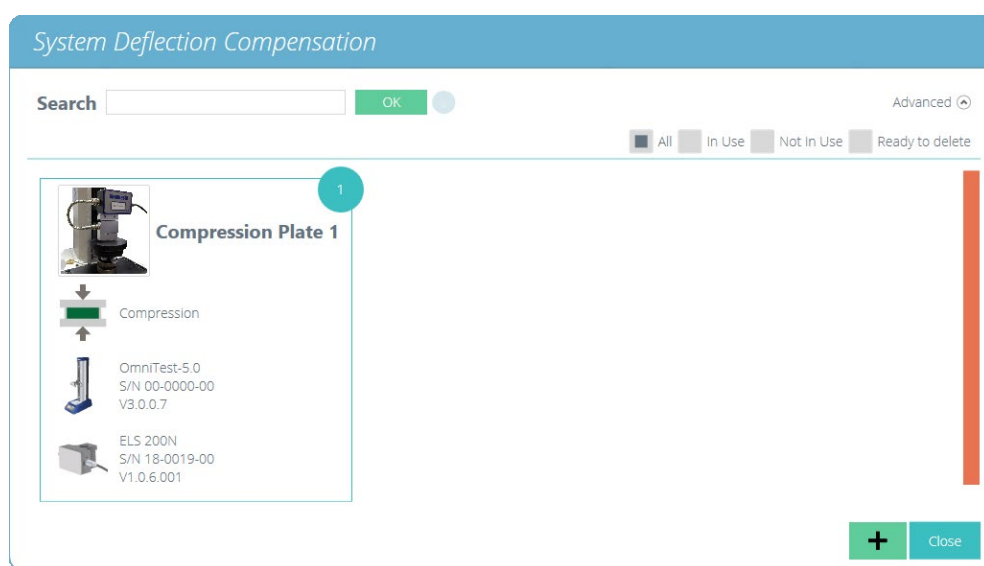 System Deflection Compensation
Search
OK
Advanced
All
In Use
Not In Use
Ready to delete
1
Compression Plate 1
Compression
OmniTest-5.0
S/N 00-0000-00
V3.0.0.7
ELS 200N
S/N 18-0019-00
V1.0.6.001
+
Close